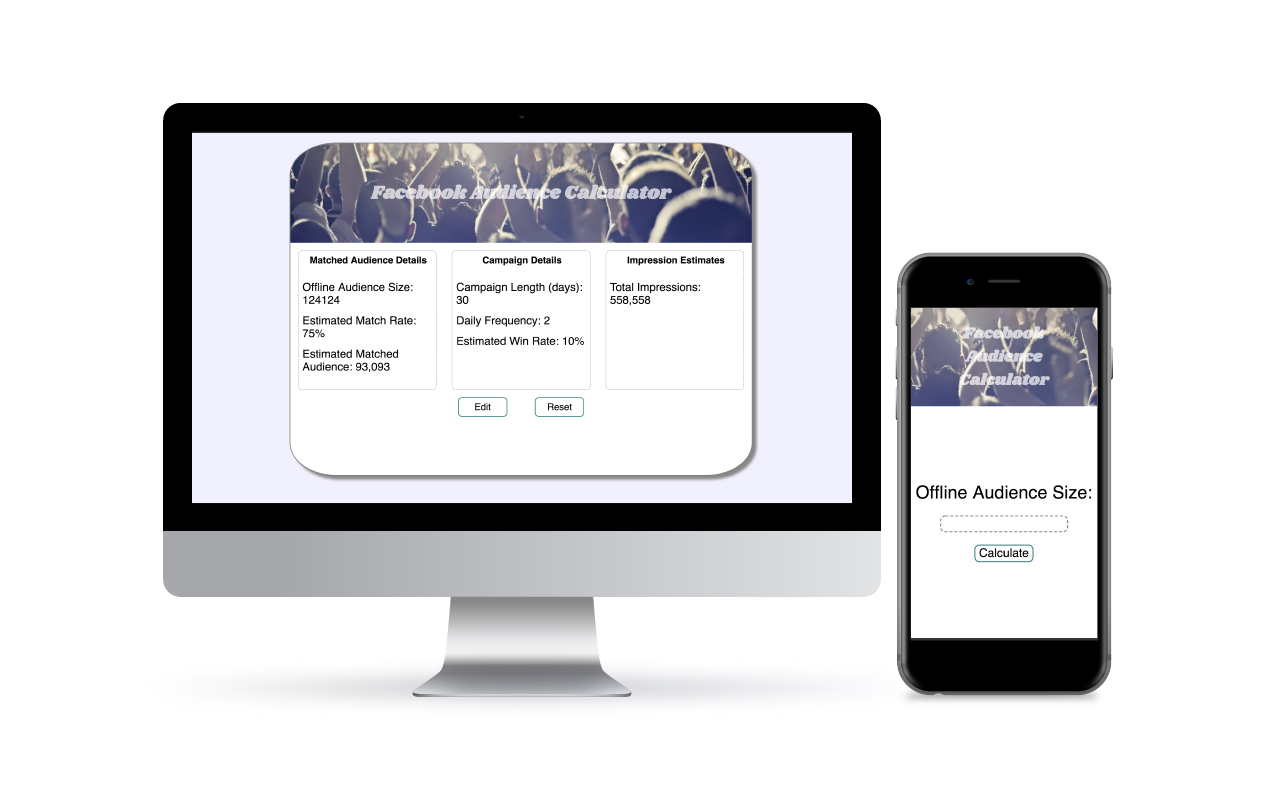 Facebook Audience Calculator
Matched Audience Details
Offline Audience Size:
124124
Estimated Match Rate:
75%
Estimated Matched
Audience: 93,093
Campaign Details
Campaign Length (days):
30
Daily Frequency: 2
Estimated Win Rate: 10%
Impression Estimates
Total Impressions:
558,558
Edit
Reset
Facebook
Audience
Calculator
Offline Audience Size:
Calculate